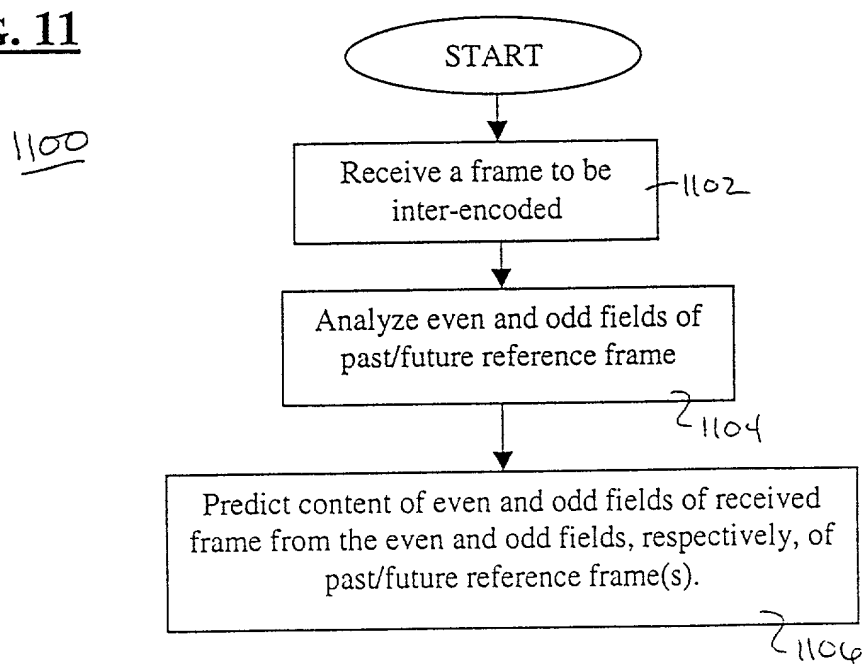 G. 11
1100
START
Receive a frame to be
inter-encoded
1102
Analyze even and odd fields of
past/future reference frame
1104
Predict content of even and odd fields of received
frame from the even and odd fields, respectively, of
past/future reference frame(s).
1106